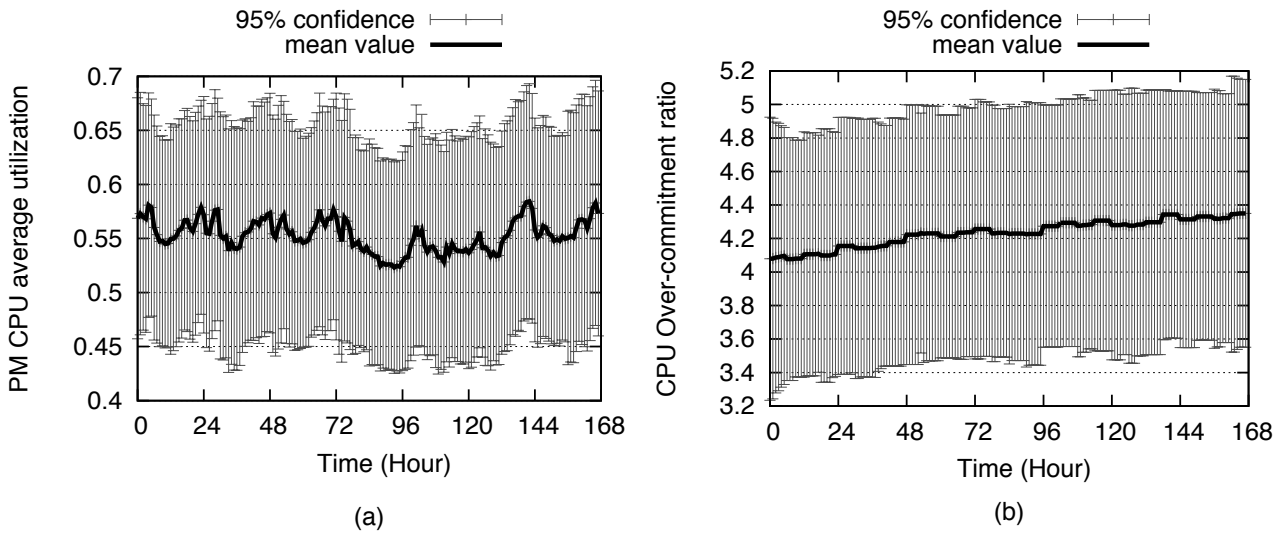 95% confidence
mean value
PM CPU average utilization
0.7
0.65
0.6
0.55
0.5
0.45
0.4
0 24 48 72 96 120 144 168
Time (Hour)
(a)
95% confidence
mean value
CPU Over-commitment ratio
5.2
5
4.8
4.6
4.4
4.2
4
3.8
3.6
3.4
3.2
0 24 48 72 96 120 144 168
Time (Hour)
(b)